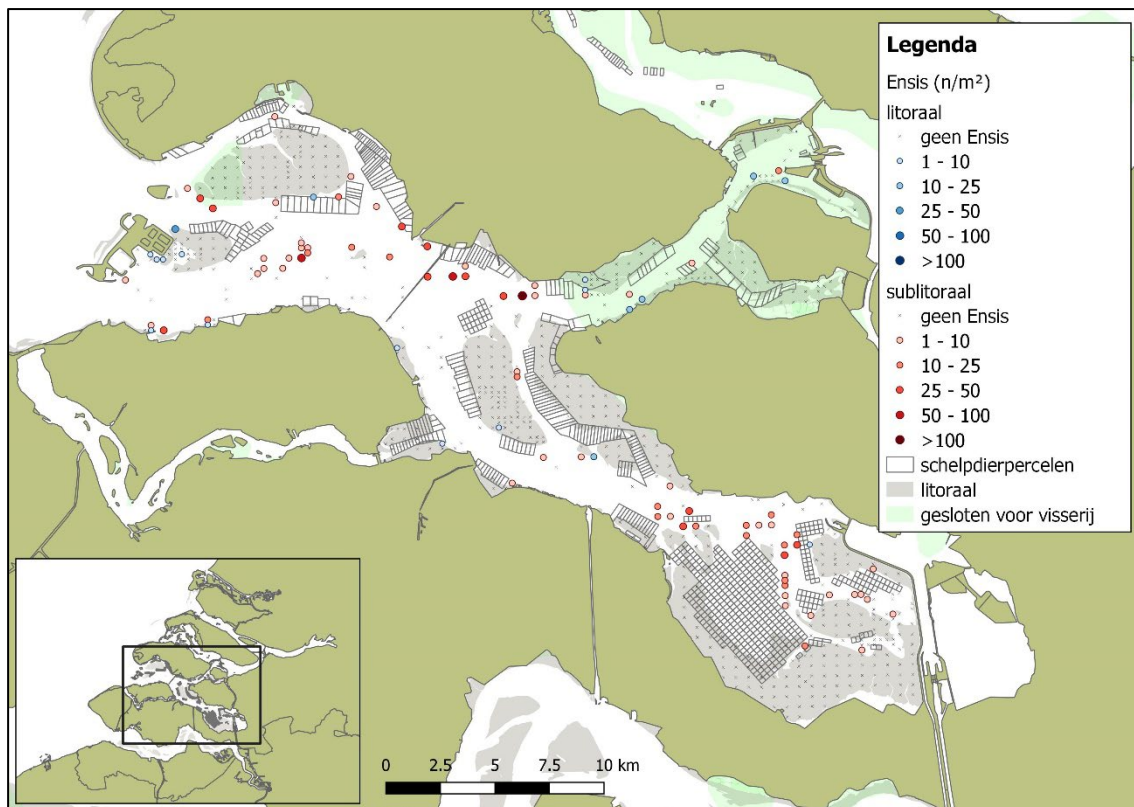 Legenda
Ensis (n/m²)
litoraal
geen Ensis
1 - 10
10 - 25
25 - 50
50 - 100
>100
sublitoraal
geen Ensis
1 - 10
10 - 25
25 - 50
50 - 100
>100
schelpdierpercelen
litoraal
gesloten voor visserij
0 2.5 5 7.5 10 km